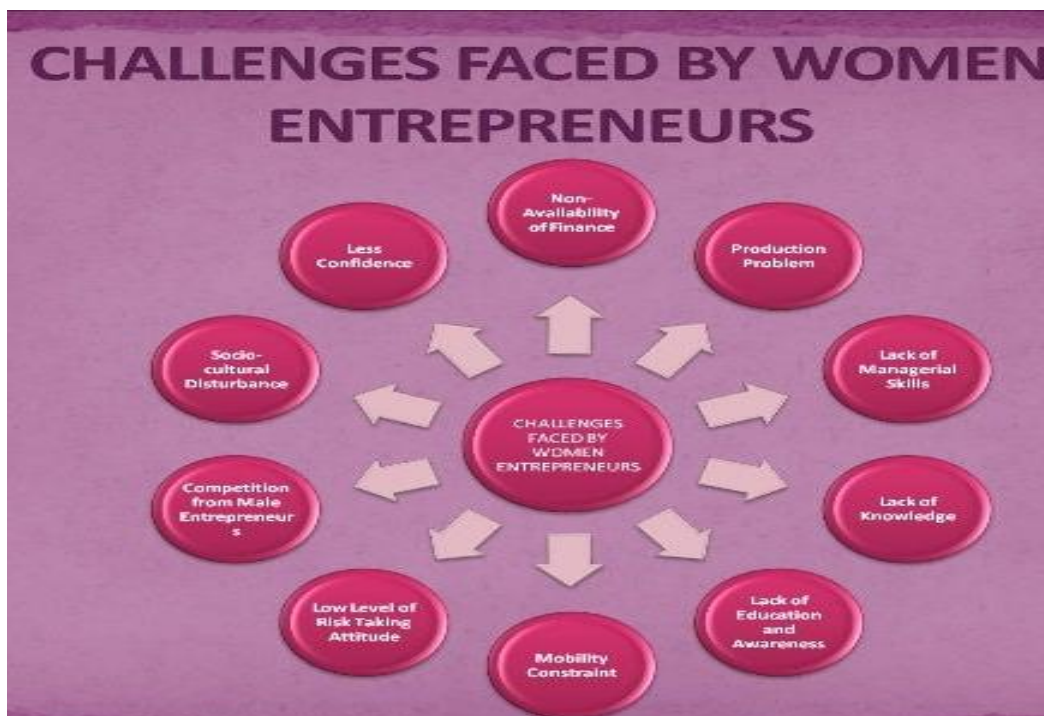 CHALLENGES FACED BY WOMEN
ENTREPRENEURS
Non-
Availability
of Finance
Production
Problem
Lack of
Managerial
Skills
Lack of
Knowledge
Lack of
Education
and
Awareness
Mobility
Constraint
Low Level of
Risk Taking
Attitude
Competition
from Male
Entrepreneur
s
Socio-
cultural
Disturbance
Less
Confidence
CHALLENGES
FACED BY
WOMEN
ENTREPRENEURS